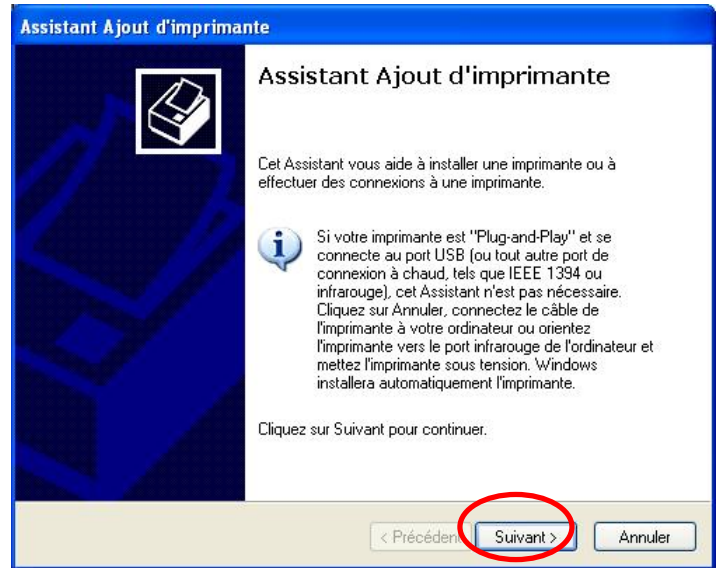 Assistant Ajout d'imprimante
Assistant Ajout d'imprimante
Cet Assistant vous aide à installer une imprimante ou à
effectuer des connexions à une imprimante.
Si votre imprimante est "Plug-and-Play" et se
connecte au port USB (ou tout autre port de
connexion à chaud, tels que IEEE 1394 ou
infrarouge), cet Assistant n'est pas nécessaire.
Cliquez sur Annuler, connectez le câble de
l'imprimante à votre ordinateur ou orientez
l'imprimante vers le port infrarouge de l'ordinateur et
mettez l'imprimante sous tension. Windows
installera automatiquement l'imprimante.
Cliquez sur Suivant pour continuer.
< Précéden Suivant > Annuler